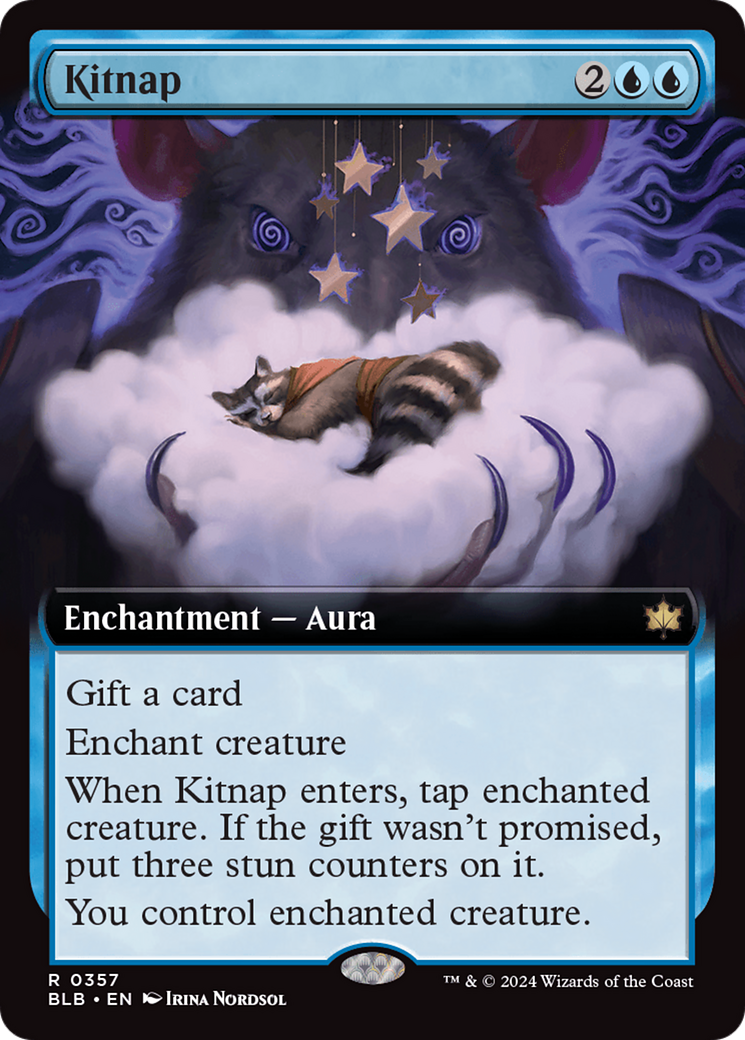 Kitnap 2
Enchantment — Aura
Gift a card
Enchant creature
When Kitnap enters, tap enchanted
creature. If the gift wasn't promised,
put three stun counters on it.
You control enchanted creature.
R 0357
BLB • EN Irina Nordsol
™ & © 2024 Wizards of the Coast